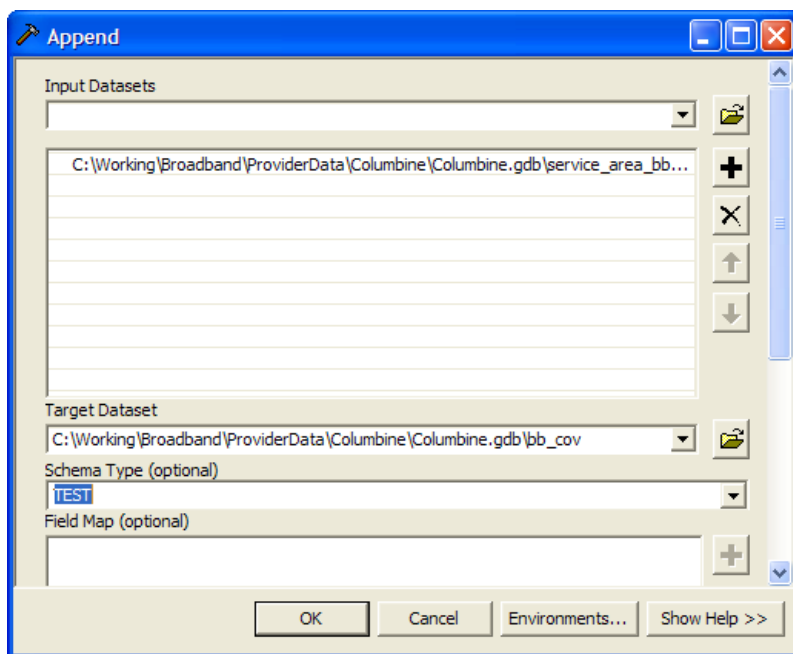 Append
Input Datasets
C:\Working\Broadband\ProviderData\Columbine\Columbine.gdb\service_area_bb...
Target Dataset
C:\Working\Broadband\ProviderData\Columbine\Columbine.gdb\bb_cov
Schema Type (optional)
TEST
Field Map (optional)
OK Cancel Environments... Show Help >>